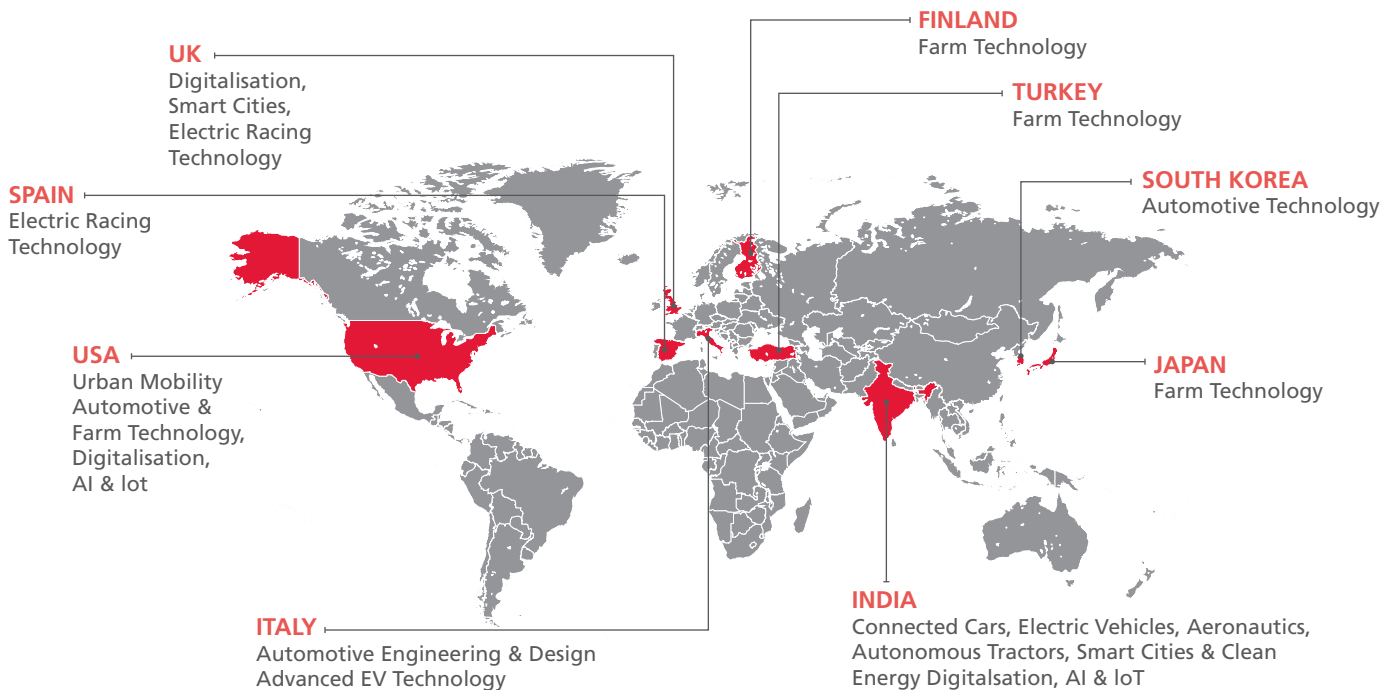 FINLAND
Farm Technology
UK
Digitalisation,
Smart Cities,
Electric Racing
Technology
TURKEY
Farm Technology
SPAIN
Electric Racing
Technology
SOUTH KOREA
Automotive Technology
USA
Urban Mobility
Automotive &
Farm Technology,
Digitalisation,
AI & lot
JAPAN
Farm Technology
ITALY
Automotive Engineering & Design
Advanced EV Technology
INDIA
Connected Cars, Electric Vehicles, Aeronautics,
Autonomous Tractors, Smart Cities & Clean
Energy Digitalsation, AI & loT